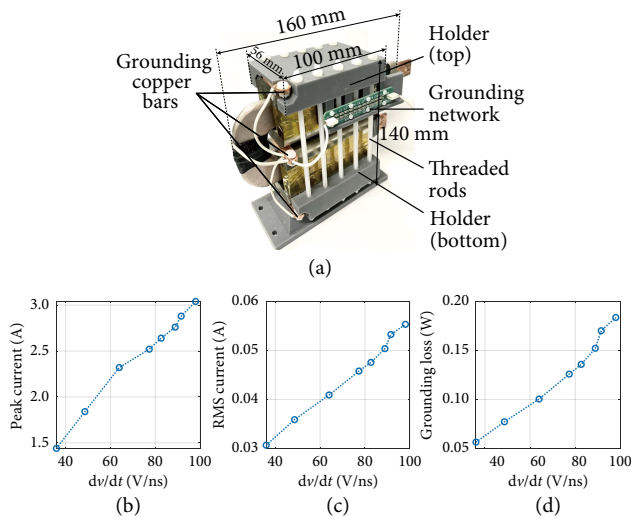 160 mm
56 mm
100 mm
Holder
(top)
Grounding
copper
bars
Grounding
network
140 mm
Threaded
rods
Holder
(bottom)
(a)
Peak current (A)
3.0
2.5
2.0
1.5
40 60 80 100
dv/dt (V/ns)
(b)
RMS current (A)
0.06
0.05
0.04
0.03
40 60 80 100
dv/dt (V/ns)
(c)
Grounding loss (W)
0.20
0.15
0.10
0.05
40 60 80 100
dv/dt (V/ns)
(d)